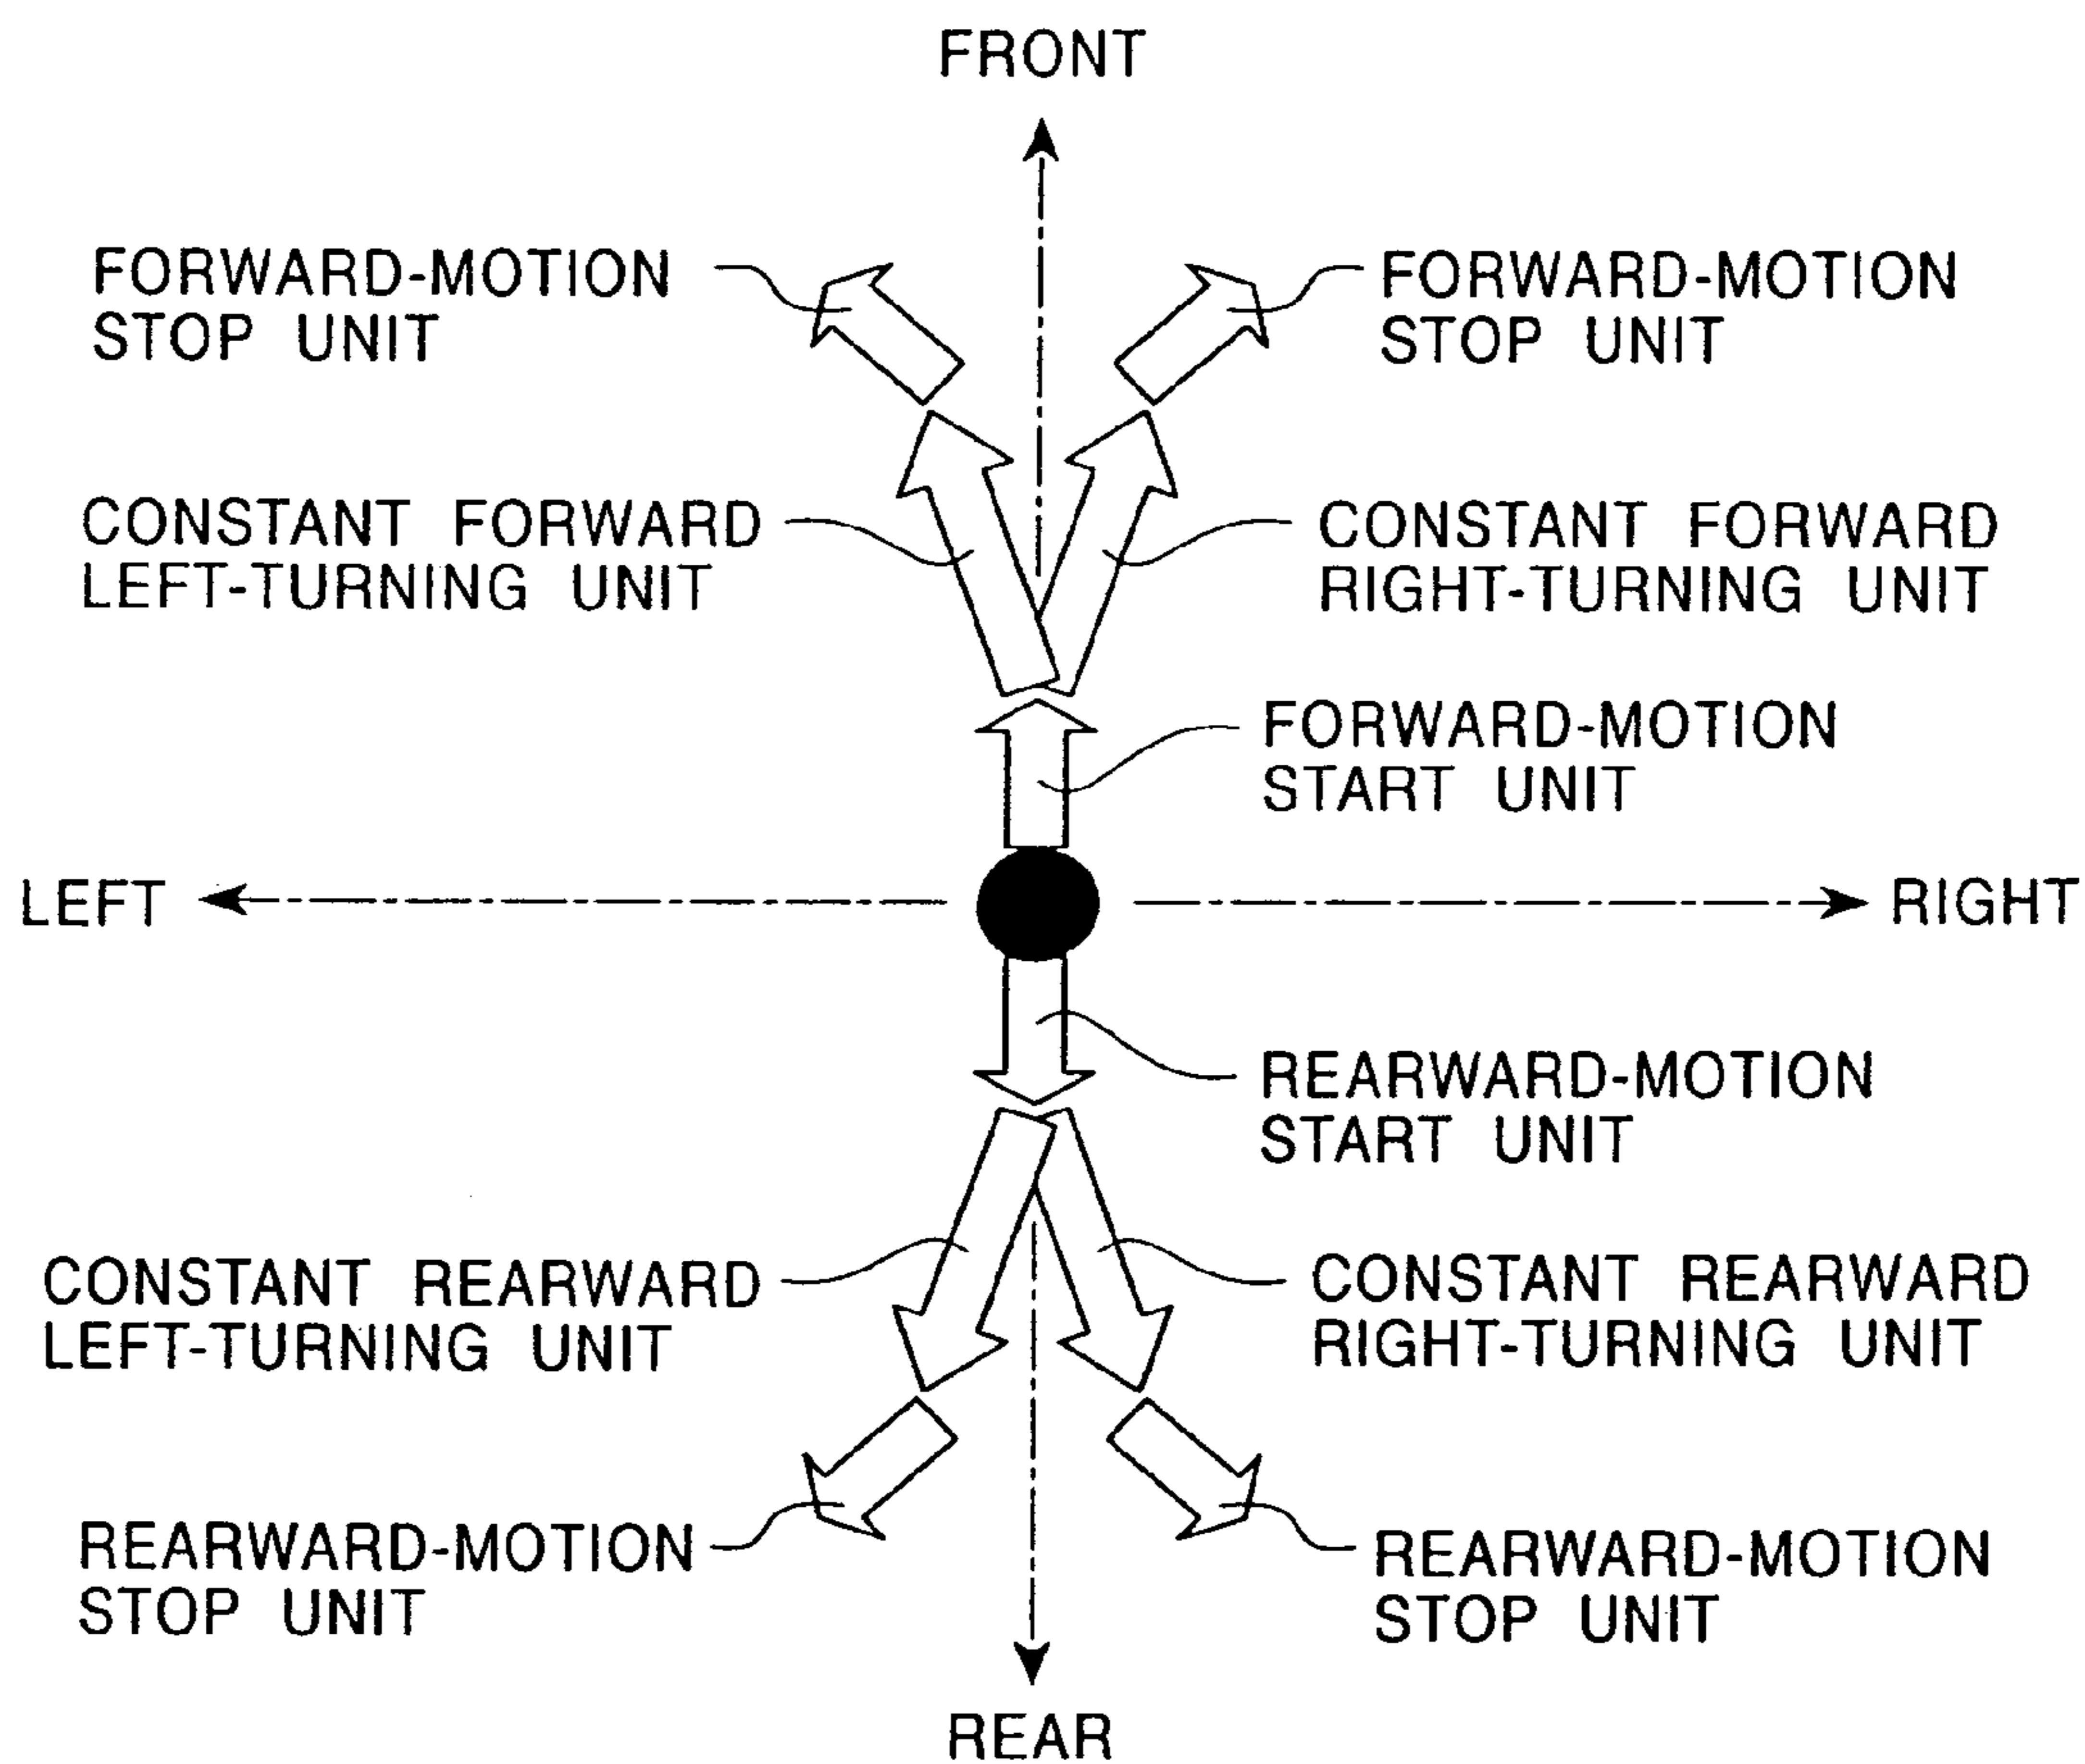 FRONT
FORWARD-MOTION
STOP UNIT
FORWARD-MOTION
STOP UNIT
CONSTANT FORWARD
LEFT-TURNING UNIT
CONSTANT FORWARD
RIGHT-TURNING UNIT
FORWARD-MOTION
START UNIT
LEFT
RIGHT
REARWARD-MOTION
START UNIT
CONSTANT REARWARD
LEFT-TURNING UNIT
CONSTANT REARWARD
RIGHT-TURNING UNIT
REARWARD-MOTION
STOP UNIT
REARWARD-MOTION
STOP UNIT
REAR